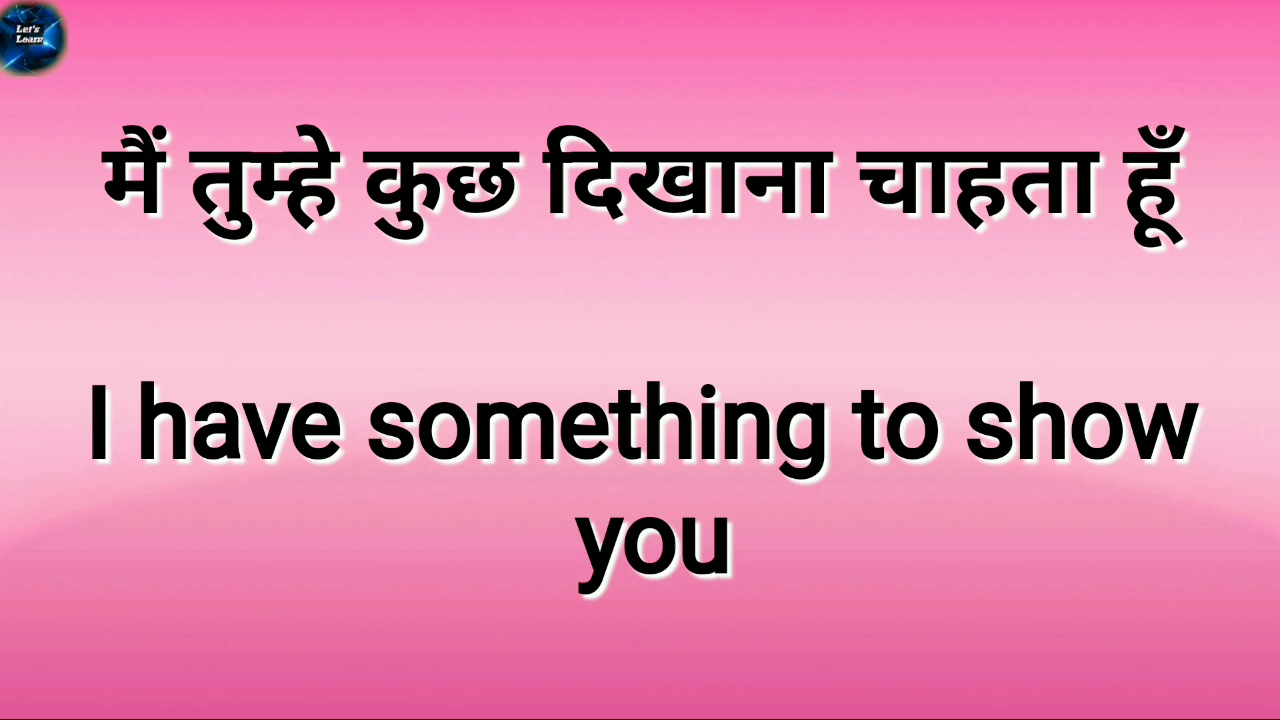 Let's
Learn
मैं तुम्हे कुछ दिखाना चाहता हूँ
I have something to show
you